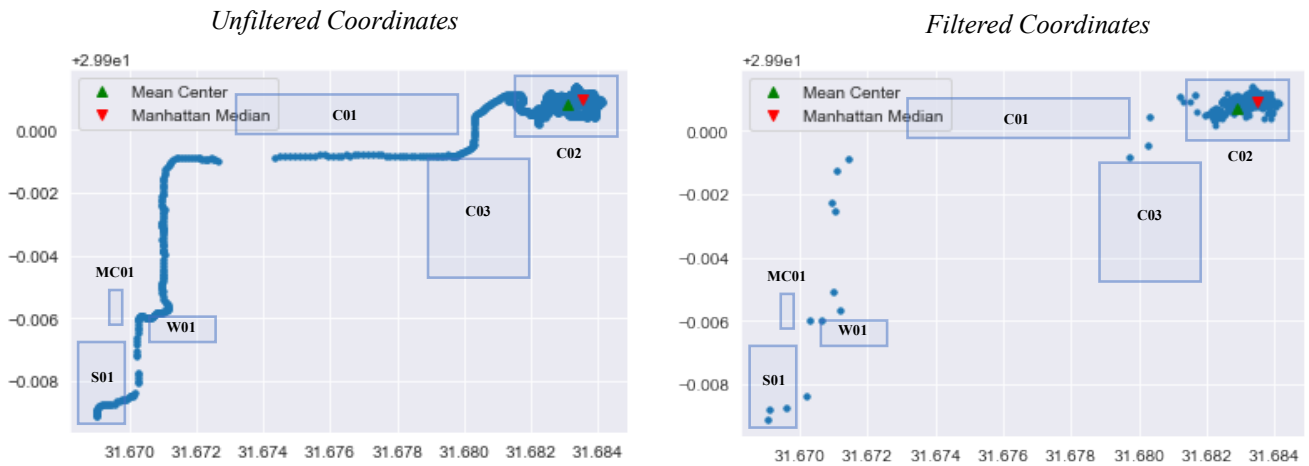 Unfiltered Coordinates
+2.99e1
Mean Center
Manhattan Median
0.000
−0.002
−0.004
−0.006
−0.008
C01
C02
C03
MC01
W01
S01
31.670 31.672 31.674 31.676 31.678 31.680 31.682 31.684
Filtered Coordinates
+2.99e1
Mean Center
Manhattan Median
0.000
−0.002
−0.004
−0.006
−0.008
C01
C02
C03
MC01
W01
S01
31.670 31.672 31.674 31.676 31.678 31.680 31.682 31.684